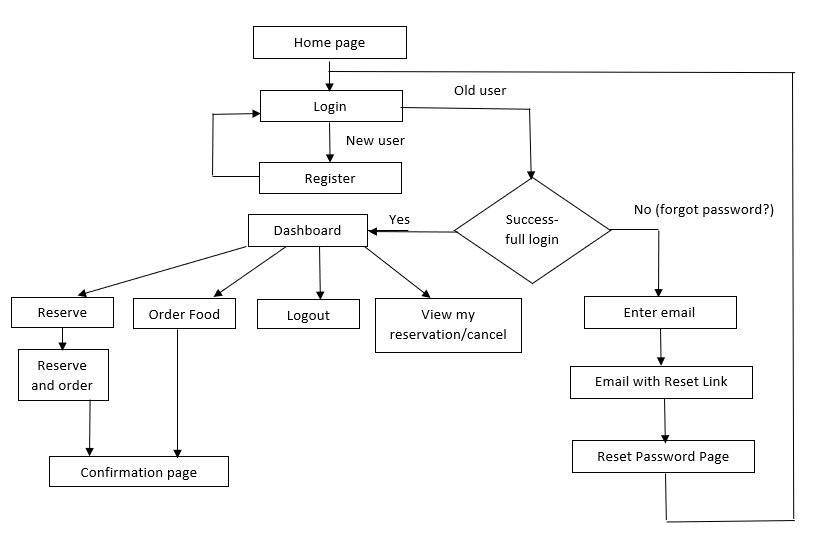 Home page
Login
Old user
New user
Register
No (forgot password?)
Success-
full login
Yes
Dashboard
Reserve
Order Food
Logout
View my
reservation/cancel
Enter email
Reserve
and order
Email with Reset Link
Confirmation page
Reset Password Page